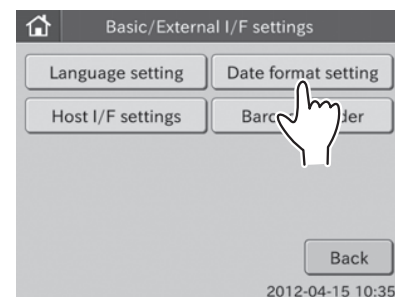 Basic/External I/F settings
Language setting
Date format setting
Host I/F settings
Back
2012-04-15 10:35